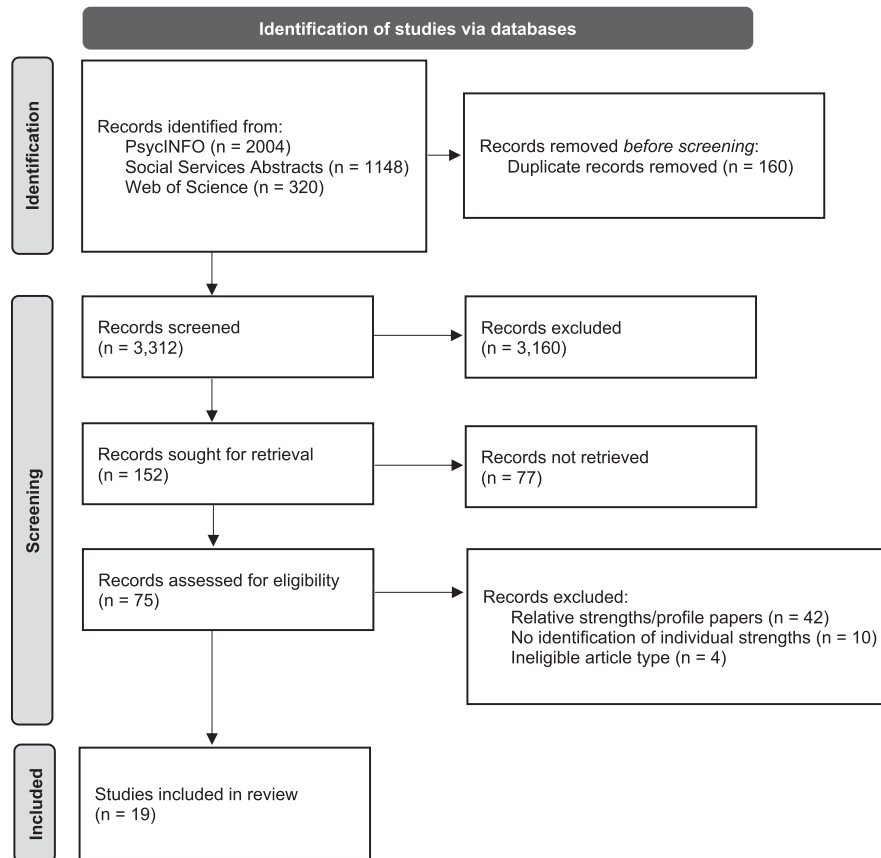 Identification of studies via databases
Identification
Records identified from:
PsycINFO (n = 2004)
Social Services Abstracts (n = 1148)
Web of Science (n = 320)
Records removed before screening:
Duplicate records removed (n = 160)
Screening
Records screened
(n = 3,312)
Records excluded
(n = 3,160)
Records sought for retrieval
(n = 152)
Records not retrieved
(n = 77)
Records assessed for eligibility
(n = 75)
Records excluded:
Relative strengths/profile papers (n = 42)
No identification of individual strengths (n = 10)
Ineligible article type (n = 4)
Included
Studies included in review
(n = 19)